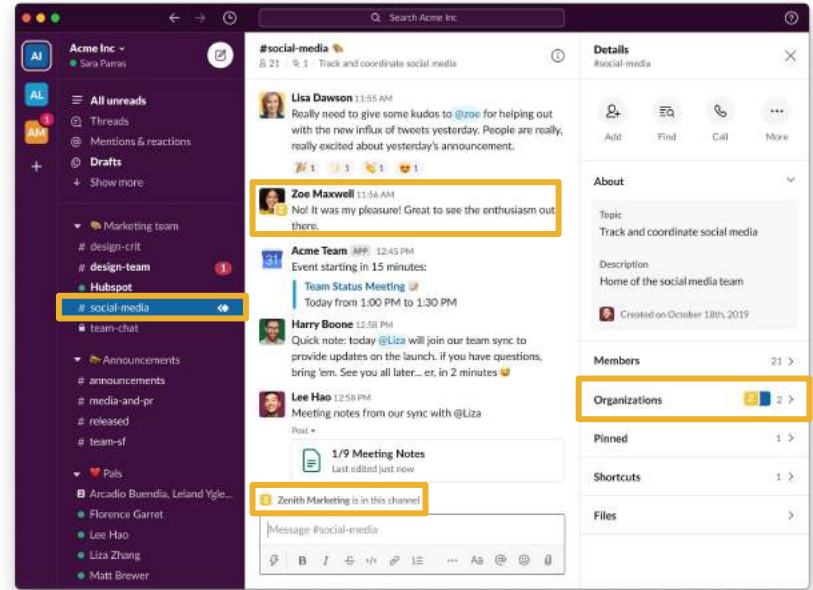 Search Acme Inc
AI
AL
AM
1
Acme Inc
Sara Parras
All unreads
Threads
Mentions & reactions
Drafts
Show more
Marketing team
# design-crit
# design-team 1
Hubspot
# social-media
team-chat
Announcements
# announcements
# media-and-pr
# released
# team-sf
Pals
2 Arcadio Buendia, Leland Ygle...
Florence Garret
Lee Hao
Liza Zhang
Matt Brewer
#social-media
21 | 1 | Track and coordinate social media
Lisa Dawson 11:55 AM
Really need to give some kudos to @zoe for helping out
with the new influx of tweets yesterday. People are really,
really excited about yesterday's announcement.
1 1 1 1
Zoe Maxwell 11:56 AM
No! It was my pleasure! Great to see the enthusiasm out
there.
31
Acme Team APP 12:45 PM
Event starting in 15 minutes:
Team Status Meeting
Today from 1:00 PM to 1:30 PM
Harry Boone 12:58 PM
Quick note: today @Liza will join our team sync to
provide updates on the launch. if you have questions,
bring 'em. See you all later... er, in 2 minutes
Lee Hao 12:58 PM
Meeting notes from our sync with @Liza
Post
1/9 Meeting Notes
Last edited just now
Z Zenith Marketing is in this channel
Message #social-media
B I S </> Aa @
Details
#social-media
Add Find Call More
About
Topic
Track and coordinate social media
Description
Home of the social media team
Created on October 18th, 2019
Members 21
Organizations Z 2
Pinned 1
Shortcuts 1
Files